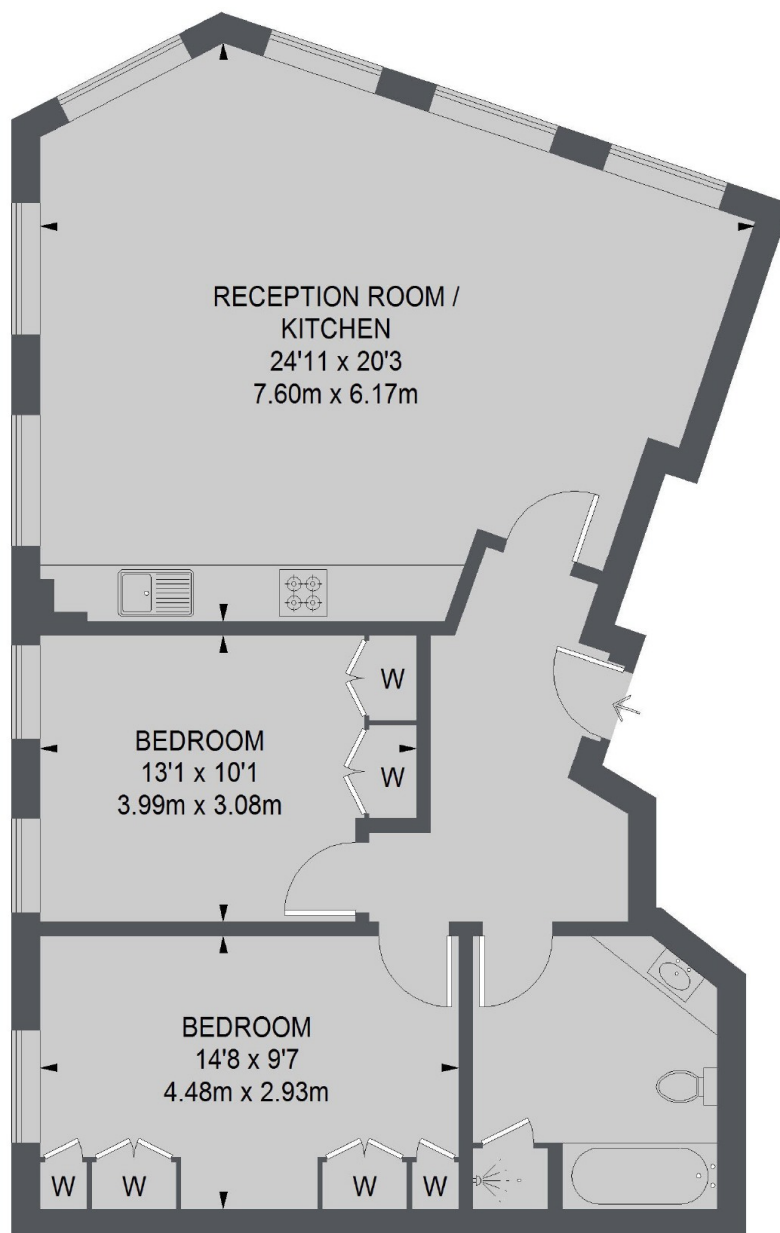 RECEPTION ROOM /
KITCHEN
24'11 x 20'3
7.60m x 6.17m
W
BEDROOM
13'1 x 10'1
3.99m x 3.08m
W
BEDROOM
14'8 x 9'7
4.48m x 2.93m
W
W
W
W